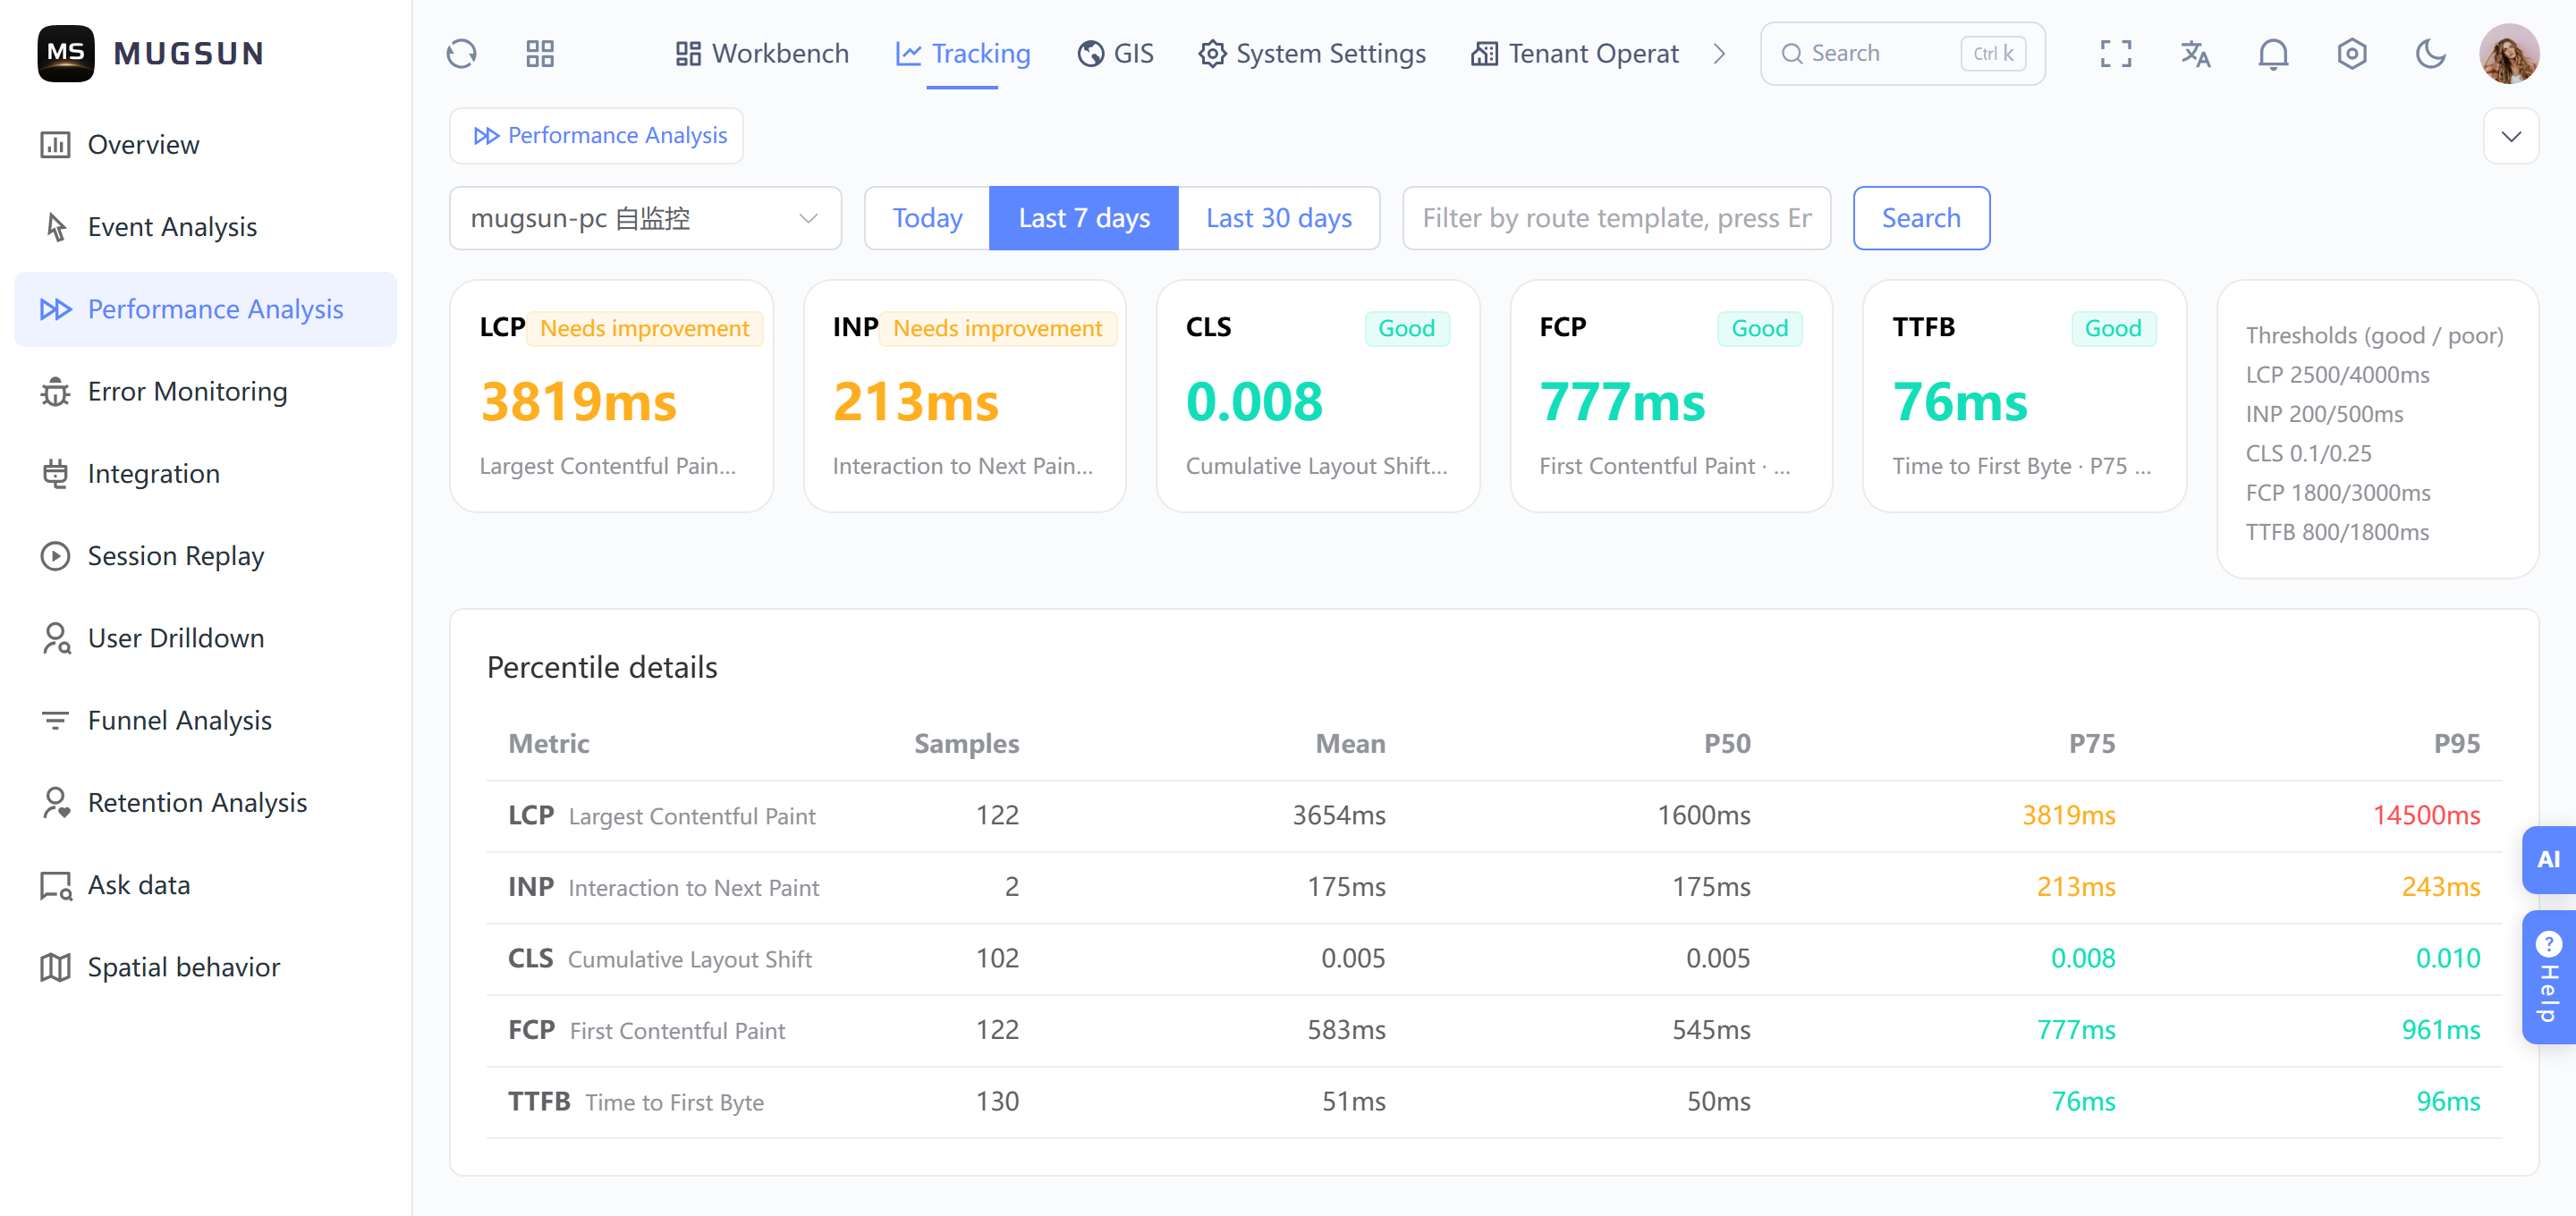 MS MUGSUN
Overview
Event Analysis
Performance Analysis
Error Monitoring
Integration
Session Replay
User Drilldown
Funnel Analysis
Retention Analysis
Ask data
Spatial behavior
Workbench Tracking GIS System Settings Tenant Operat Search Ctrl k
Performance Analysis
mugsun-pc 自监控 Today Last 7 days Last 30 days Filter by route template, press Er Search
LCP Needs improvement
3819ms
Largest Contentful Pain...
INP Needs improvement
213ms
Interaction to Next Pain...
CLS Good
0.008
Cumulative Layout Shift...
FCP Good
777ms
First Contentful Paint · ...
TTFB Good
76ms
Time to First Byte · P75 ...
Thresholds (good / poor)
LCP 2500/4000ms
INP 200/500ms
CLS 0.1/0.25
FCP 1800/3000ms
TTFB 800/1800ms
Percentile details
Metric Samples Mean P50 P75 P95
LCP Largest Contentful Paint 122 3654ms 1600ms 3819ms 14500ms
INP Interaction to Next Paint 2 175ms 175ms 213ms 243ms
CLS Cumulative Layout Shift 102 0.005 0.005 0.008 0.010
FCP First Contentful Paint 122 583ms 545ms 777ms 961ms
TTFB Time to First Byte 130 51ms 50ms 76ms 96ms
AI
? Help